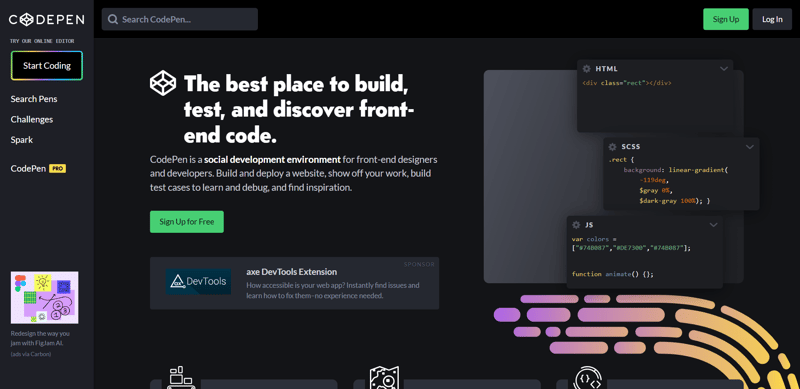 CODEPEN
Search CodePen...
Sign Up
Log In
TRY OUR ONLINE EDITOR
Start Coding
Search Pens
Challenges
Spark
CodePen PRO
Redesign the way you
jam with FigJam AI.
(ads via Carbon)
The best place to build,
test, and discover front-
end code.
CodePen is a social development environment for front-end designers
and developers. Build and deploy a website, show off your work, build
test cases to learn and debug, and find inspiration.
Sign Up for Free
SPONSOR
DevTools
axe DevTools Extension
How accessible is your web app? Instantly find issues and
learn how to fix them–no experience needed.
HTML
<div class="rect"></div>
SCSS
.rect {
background: linear-gradient(
-119deg,
$gray 0%,
$dark-gray 100%); }
JS
var colors =
["#74B087","#DE7300","#74B087"];
function animate() {};